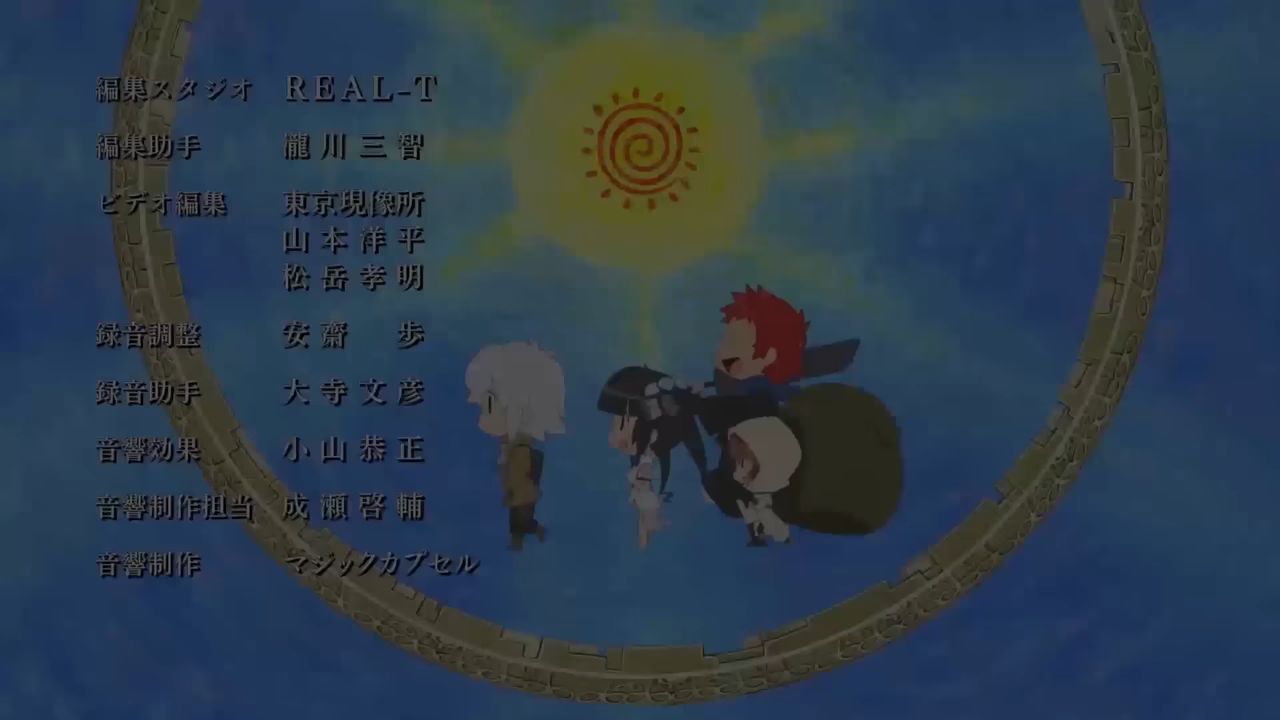 編集スタジオ REAL-T
編集助手 瀧川三智
ビデオ編集 東京現像所
山本洋平
松岳孝明
録音調整 安齋 歩
録音助手 大寺文彦
音響効果 小山恭正
音響制作担当 成瀬啓輔
音響制作 マジックカプセル